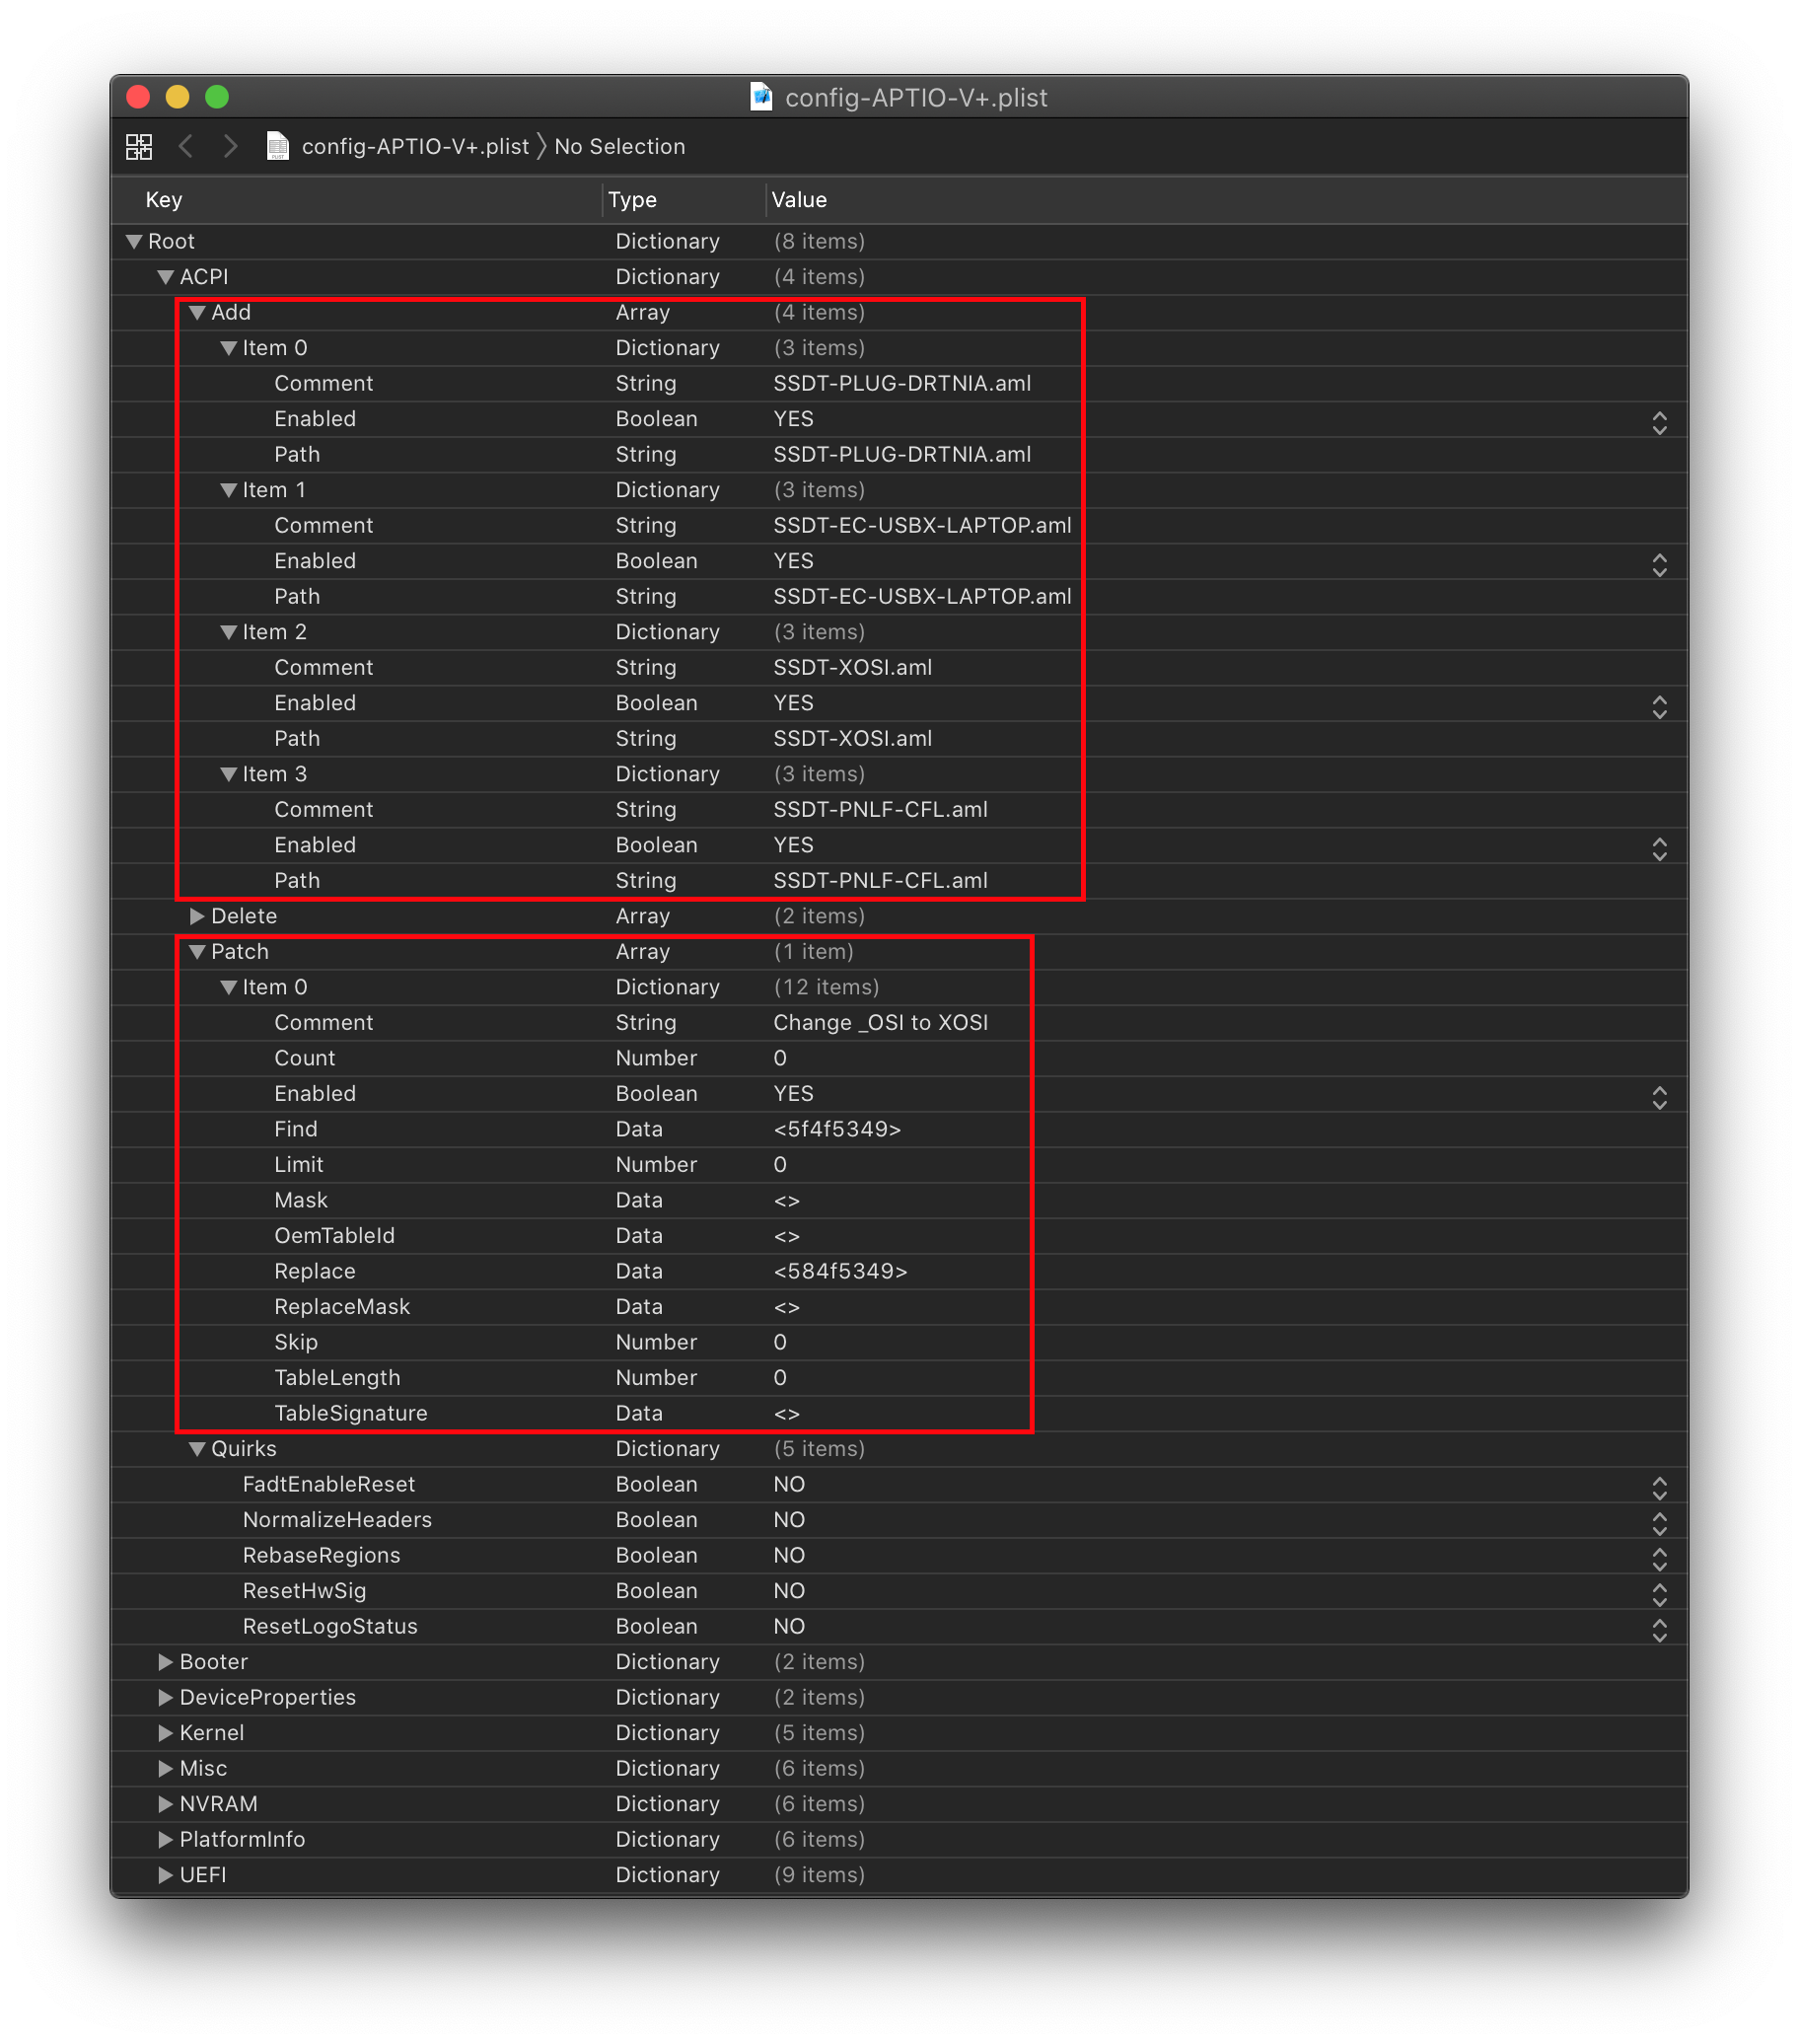 config-APTIO-V+.plist
config-APTIO-V+.plist No Selection
Key Type Value
Root Dictionary (8 items)
ACPI Dictionary (4 items)
Add Array (4 items)
Item 0 Dictionary (3 items)
Comment String SSDT-PLUG-DRTNIA.aml
Enabled Boolean YES
Path String SSDT-PLUG-DRTNIA.aml
Item 1 Dictionary (3 items)
Comment String SSDT-EC-USBX-LAPTOP.aml
Enabled Boolean YES
Path String SSDT-EC-USBX-LAPTOP.aml
Item 2 Dictionary (3 items)
Comment String SSDT-XOSI.aml
Enabled Boolean YES
Path String SSDT-XOSI.aml
Item 3 Dictionary (3 items)
Comment String SSDT-PNLF-CFL.aml
Enabled Boolean YES
Path String SSDT-PNLF-CFL.aml
Delete Array (2 items)
Patch Array (1 item)
Item 0 Dictionary (12 items)
Comment String Change _OSI to XOSI
Count Number 0
Enabled Boolean YES
Find Data <5f4f5349>
Limit Number 0
Mask Data <>
OemTableId Data <>
Replace Data <584f5349>
ReplaceMask Data <>
Skip Number 0
TableLength Number 0
TableSignature Data <>
Quirks Dictionary (5 items)
FadtEnableReset Boolean NO
NormalizeHeaders Boolean NO
RebaseRegions Boolean NO
ResetHwSig Boolean NO
ResetLogoStatus Boolean NO
Booter Dictionary (2 items)
DeviceProperties Dictionary (2 items)
Kernel Dictionary (5 items)
Misc Dictionary (6 items)
NVRAM Dictionary (6 items)
PlatformInfo Dictionary (6 items)
UEFI Dictionary (9 items)